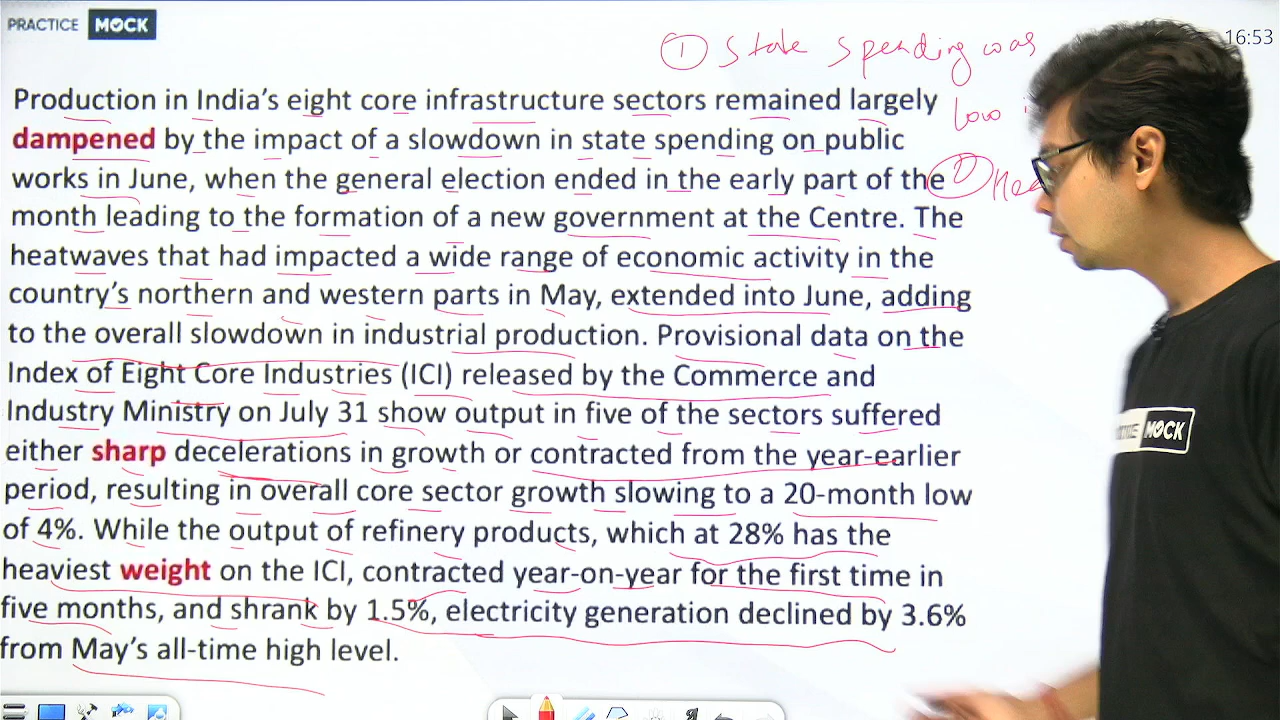 PRACTICE MOCK
16:53
① State spending was
low
②
Production in India's eight core infrastructure sectors remained largely
dampened by the impact of a slowdown in state spending on public
works in June, when the general election ended in the early part of the
month leading to the formation of a new government at the Centre. The
heatwaves that had impacted a wide range of economic activity in the
country's northern and western parts in May, extended into June, adding
to the overall slowdown in industrial production. Provisional data on the
Index of Eight Core Industries (ICI) released by the Commerce and
Industry Ministry on July 31 show output in five of the sectors suffered
either sharp decelerations in growth or contracted from the year-earlier
period, resulting in overall core sector growth slowing to a 20-month low
of 4%. While the output of refinery products, which at 28% has the
heaviest weight on the ICI, contracted year-on-year for the first time in
five months, and shrank by 1.5%, electricity generation declined by 3.6%
from May's all-time high level.
MOCK